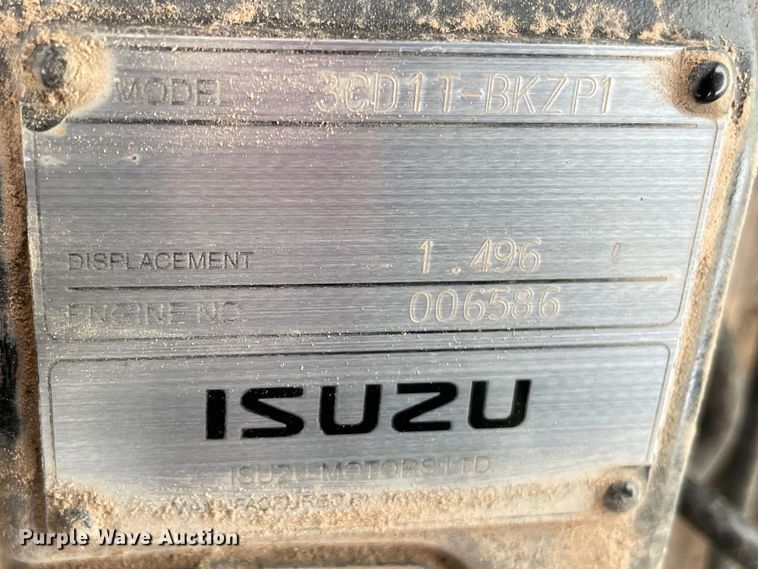 MODEL 3CD1T-BKZP1
DISPLACEMENT 1.496 ℓ
ENGINE NO. 006586
ISUZU
ISUZU MOTORS LTD.
Purple Wave Auction